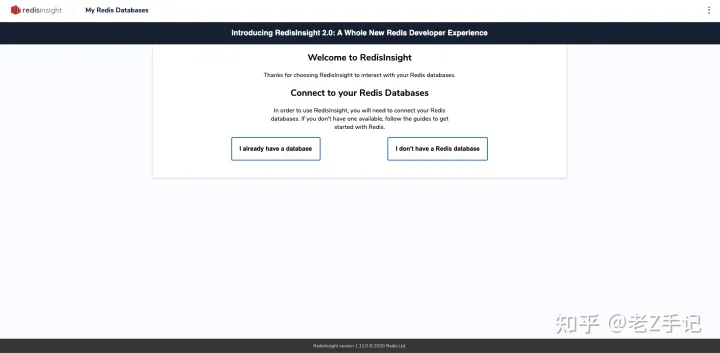 redisinsight
My Redis Databases
Introducing RedisInsight 2.0: A Whole New Redis Developer Experience
Welcome to RedisInsight
Thanks for choosing RedisInsight to interact with your Redis databases.
Connect to your Redis Databases
In order to use RedisInsight, you will need to connect your Redis
databases. If you don't have one available, follow the guides to get
started with Redis.
I already have a database
I don't have a Redis database
知乎 @老Z手记
RedisInsight version 1.12.0 © 2020 Redis Ltd.